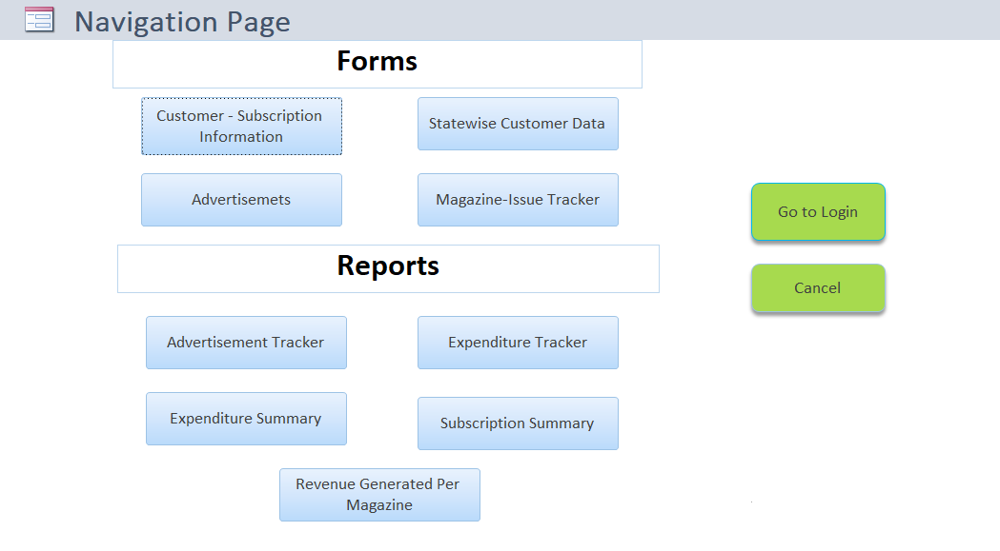 Navigation Page
Forms
Customer - Subscription
Information
Statewise Customer Data
Advertisemets
Magazine-Issue Tracker
Go to Login
Cancel
Reports
Advertisement Tracker
Expenditure Tracker
Expenditure Summary
Subscription Summary
Revenue Generated Per
Magazine